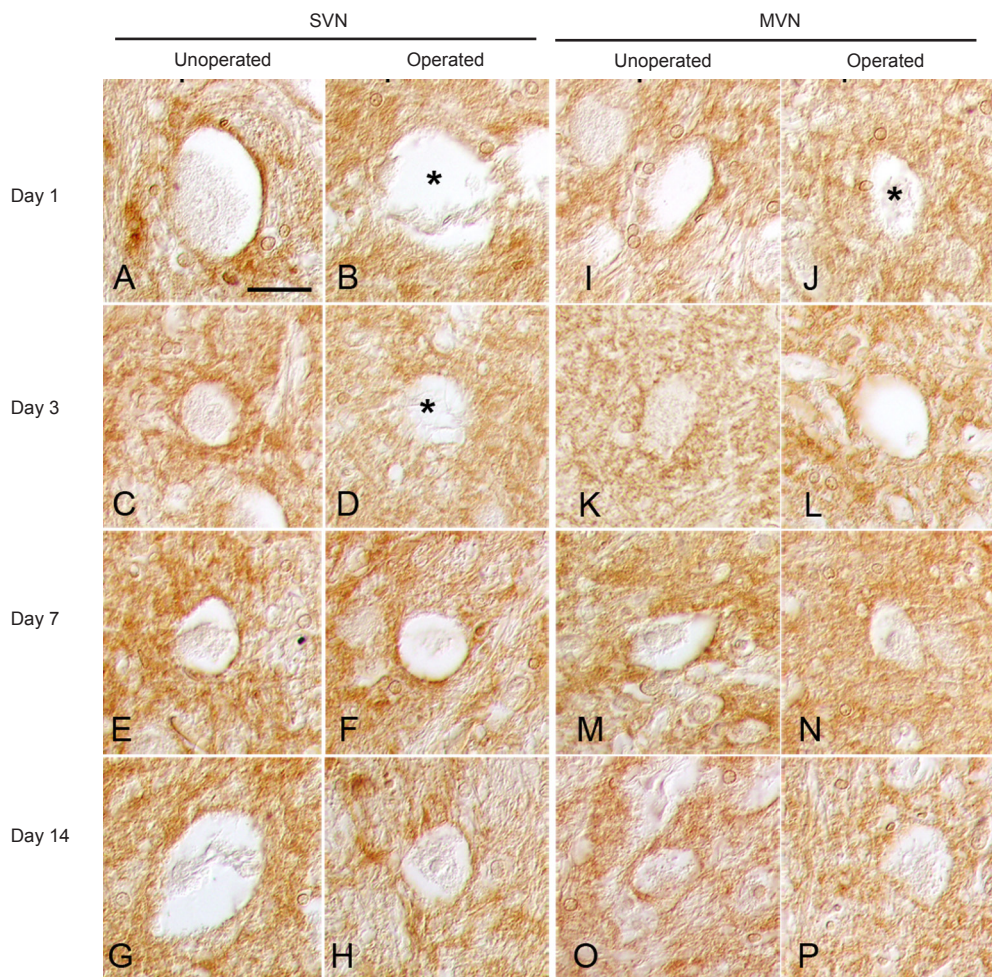 SVN MVN
Unoperated Operated Unoperated Operated
Day 1
* * *
A B I J
Day 3
*
C D K L
Day 7
E F M N
Day 14
G H O P